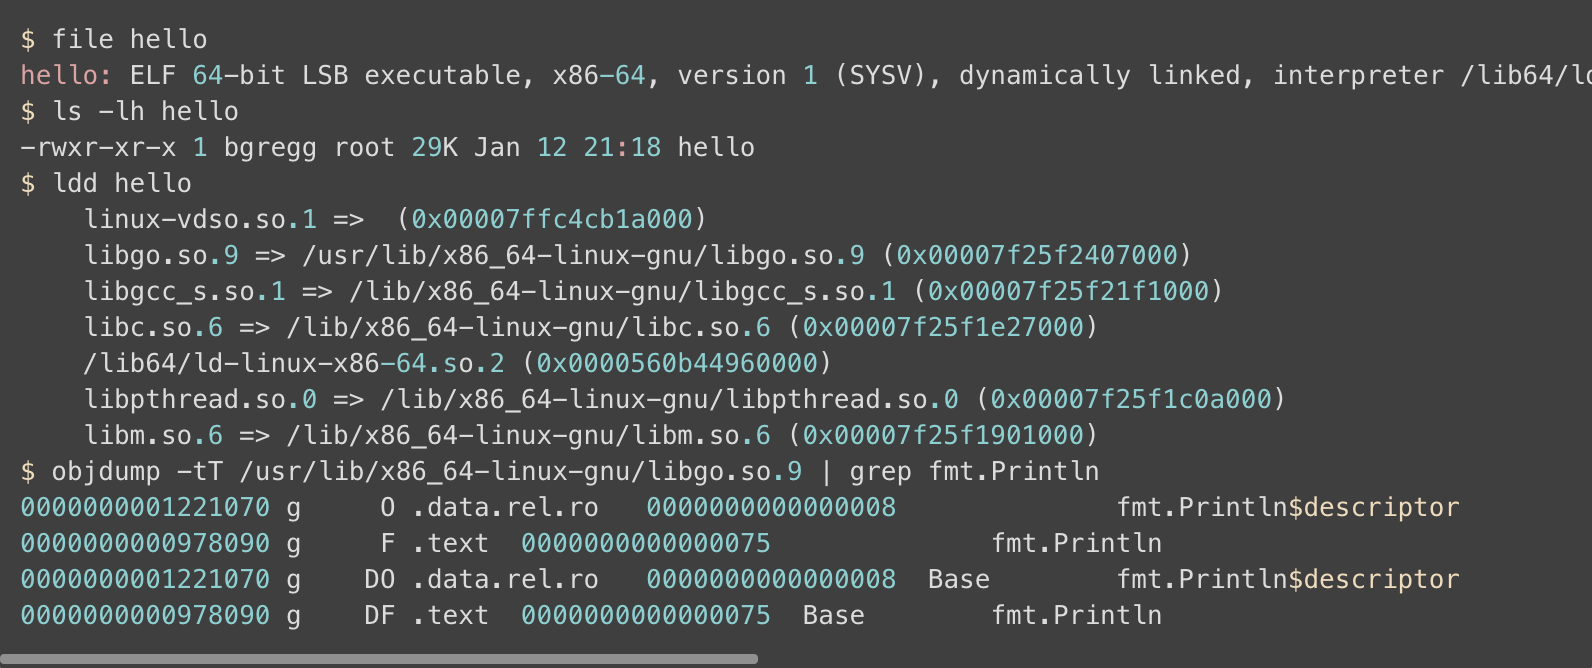 $ file hello
hello: ELF 64-bit LSB executable, x86-64, version 1 (SYSV), dynamically linked, interpreter
$ ls -lh hello
-rwxr-xr-x 1 bgregg root 29K Jan 12 21:18 hello
$ ldd hello
    linux-vdso.so.1 =>  (0x00007ffc4cb1a000)
    libgo.so.9 => /usr/lib/x86_64-linux-gnu/libgo.so.9 (0x00007f25f2407000)
    libgcc_s.so.1 => /lib/x86_64-linux-gnu/libgcc_s.so.1 (0x00007f25f21f1000)
    libc.so.6 => /lib/x86_64-linux-gnu/libc.so.6 (0x00007f25f1e27000)
    /lib64/ld-linux-x86-64.so.2 (0x0000560b44960000)
    libpthread.so.0 => /lib/x86_64-linux-gnu/libpthread.so.0 (0x00007f25f1c0a000)
    libm.so.6 => /lib/x86_64-linux-gnu/libm.so.6 (0x00007f25f1901000)
$ objdump -tT /usr/lib/x86_64-linux-gnu/libgo.so.9 | grep fmt.Println
0000000001221070 g     O .data.rel.ro   0000000000000008              fmt.Println$descriptor
0000000000978090 g     F .text  0000000000000075              fmt.Println
0000000001221070 g    DO .data.rel.ro   0000000000000008  Base        fmt.Println$descriptor
0000000000978090 g    DF .text  0000000000000075  Base        fmt.Println